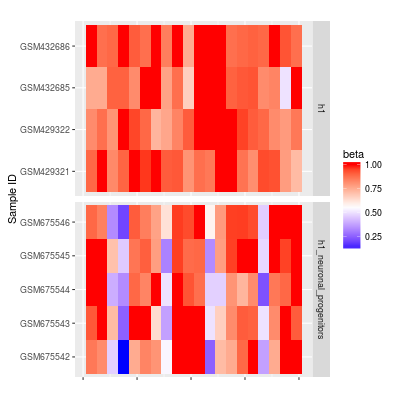 GSM432686
GSM432685
GSM429322
GSM429321
h1
GSM675546
GSM675545
GSM675544
GSM675543
GSM675542
h1_neuronal_progenitors
Sample ID
beta
1.00
0.75
0.50
0.25